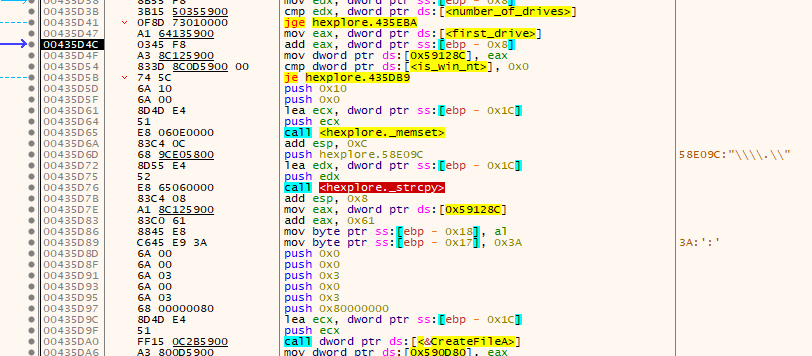 00435D38 8B55 F8 mov edx, dword ptr ss:[ebp - 0x8]
00435D3B 3B15 50355900 cmp edx, dword ptr ds:[<number_of_drives>]
00435D41 0F8D 73010000 jge hexplore.435EBA
00435D47 A1 64135900 mov eax, dword ptr ds:[<first_drive>]
00435D4C 0345 F8 add eax, dword ptr ss:[ebp - 0x8]
00435D4F A3 8C125900 mov dword ptr ds:[0x59128C], eax
00435D54 833D 8C0D5900 00 cmp dword ptr ds:[<is_win_nt>], 0x0
00435D5B 74 5C je hexplore.435DB9
00435D5D 6A 10 push 0x10
00435D5F 6A 00 push 0x0
00435D61 8D4D E4 lea ecx, dword ptr ss:[ebp - 0x1C]
00435D64 51 push ecx
00435D65 E8 060E0000 call <hexplore._memset>
00435D6A 83C4 0C add esp, 0xC
00435D6D 68 9CE05800 push hexplore.58E09C 58E09C:"\\\\.\\"
00435D72 8D55 E4 lea edx, dword ptr ss:[ebp - 0x1C]
00435D75 52 push edx
00435D76 E8 65060000 call <hexplore._strcpy>
00435D7B 83C4 08 add esp, 0x8
00435D7E A1 8C125900 mov eax, dword ptr ds:[0x59128C]
00435D83 83C0 61 add eax, 0x61
00435D86 8845 E8 mov byte ptr ss:[ebp - 0x18], al
00435D89 C645 E9 3A mov byte ptr ss:[ebp - 0x17], 0x3A 3A:':'
00435D8D 6A 00 push 0x0
00435D8F 6A 00 push 0x0
00435D91 6A 03 push 0x3
00435D93 6A 00 push 0x0
00435D95 6A 03 push 0x3
00435D97 68 00000080 push 0x80000000
00435D9C 8D4D E4 lea ecx, dword ptr ss:[ebp - 0x1C]
00435D9F 51 push ecx
00435DA0 FF15 0C2B5900 call dword ptr ds:[<&CreateFileA>]
00435DA6 A3 800D5900 mov dword ptr ds:[0x590D80], eax